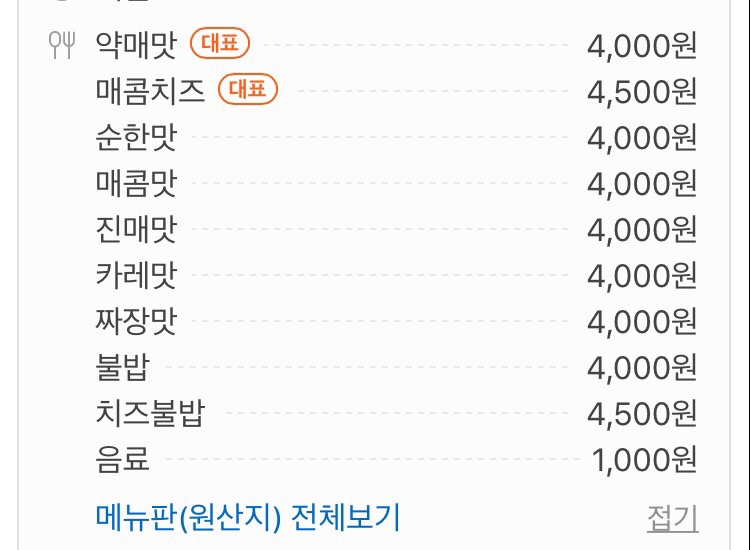 약매맛 대표 4,000원
매콤치즈 대표 4,500원
순한맛 4,000원
매콤맛 4,000원
진매맛 4,000원
카레맛 4,000원
짜장맛 4,000원
불밥 4,000원
치즈불밥 4,500원
음료 1,000원
메뉴판(원산지) 전체보기 접기